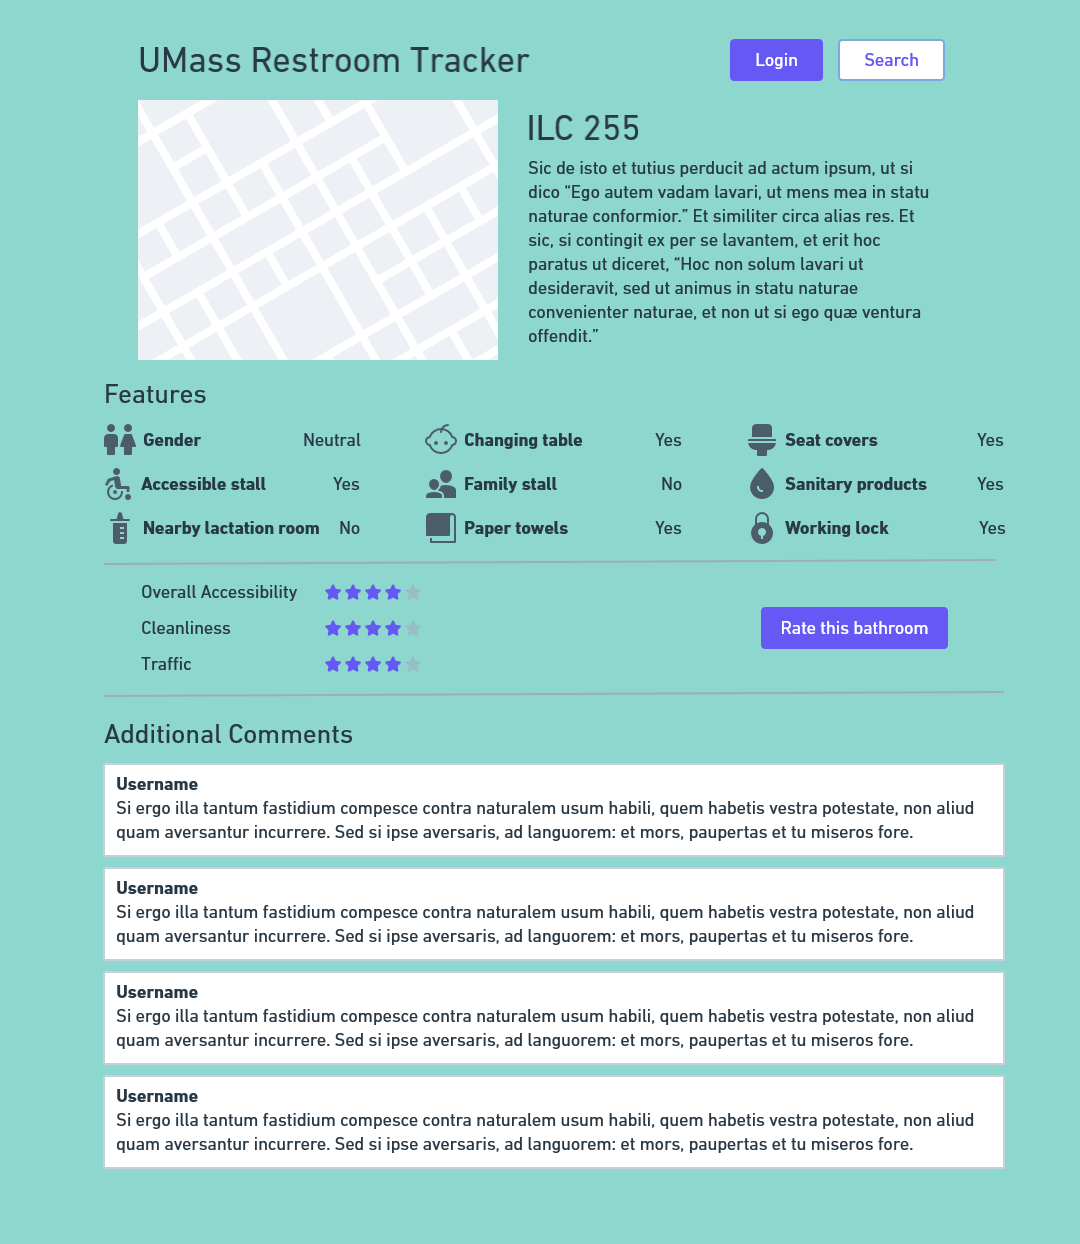 UMass Restroom Tracker
Login
Search
ILC 255
Sic de isto et tutius perducit ad actum ipsum, ut si
dico “Ego autem vadam lavari, ut mens mea in statu
naturae conformior.” Et similiter circa alias res. Et
sic, si contingit ex per se lavantem, et erit hoc
paratus ut diceret, “Hoc non solum lavari ut
desideravit, sed ut animus in statu naturae
convenienter naturae, et non ut si ego quæ ventura
offendit.”
Features
Gender Neutral
Changing table Yes
Seat covers Yes
Accessible stall Yes
Family stall No
Sanitary products Yes
Nearby lactation room No
Paper towels Yes
Working lock Yes
Overall Accessibility
Cleanliness
Traffic
Rate this bathroom
Additional Comments
Username
Si ergo illa tantum fastidium compesce contra naturalem usum habili, quem habetis vestra potestate, non aliud
quam aversantur incurrere. Sed si ipse aversaris, ad languorem: et mors, paupertas et tu miseros fore.
Username
Si ergo illa tantum fastidium compesce contra naturalem usum habili, quem habetis vestra potestate, non aliud
quam aversantur incurrere. Sed si ipse aversaris, ad languorem: et mors, paupertas et tu miseros fore.
Username
Si ergo illa tantum fastidium compesce contra naturalem usum habili, quem habetis vestra potestate, non aliud
quam aversantur incurrere. Sed si ipse aversaris, ad languorem: et mors, paupertas et tu miseros fore.
Username
Si ergo illa tantum fastidium compesce contra naturalem usum habili, quem habetis vestra potestate, non aliud
quam aversantur incurrere. Sed si ipse aversaris, ad languorem: et mors, paupertas et tu miseros fore.